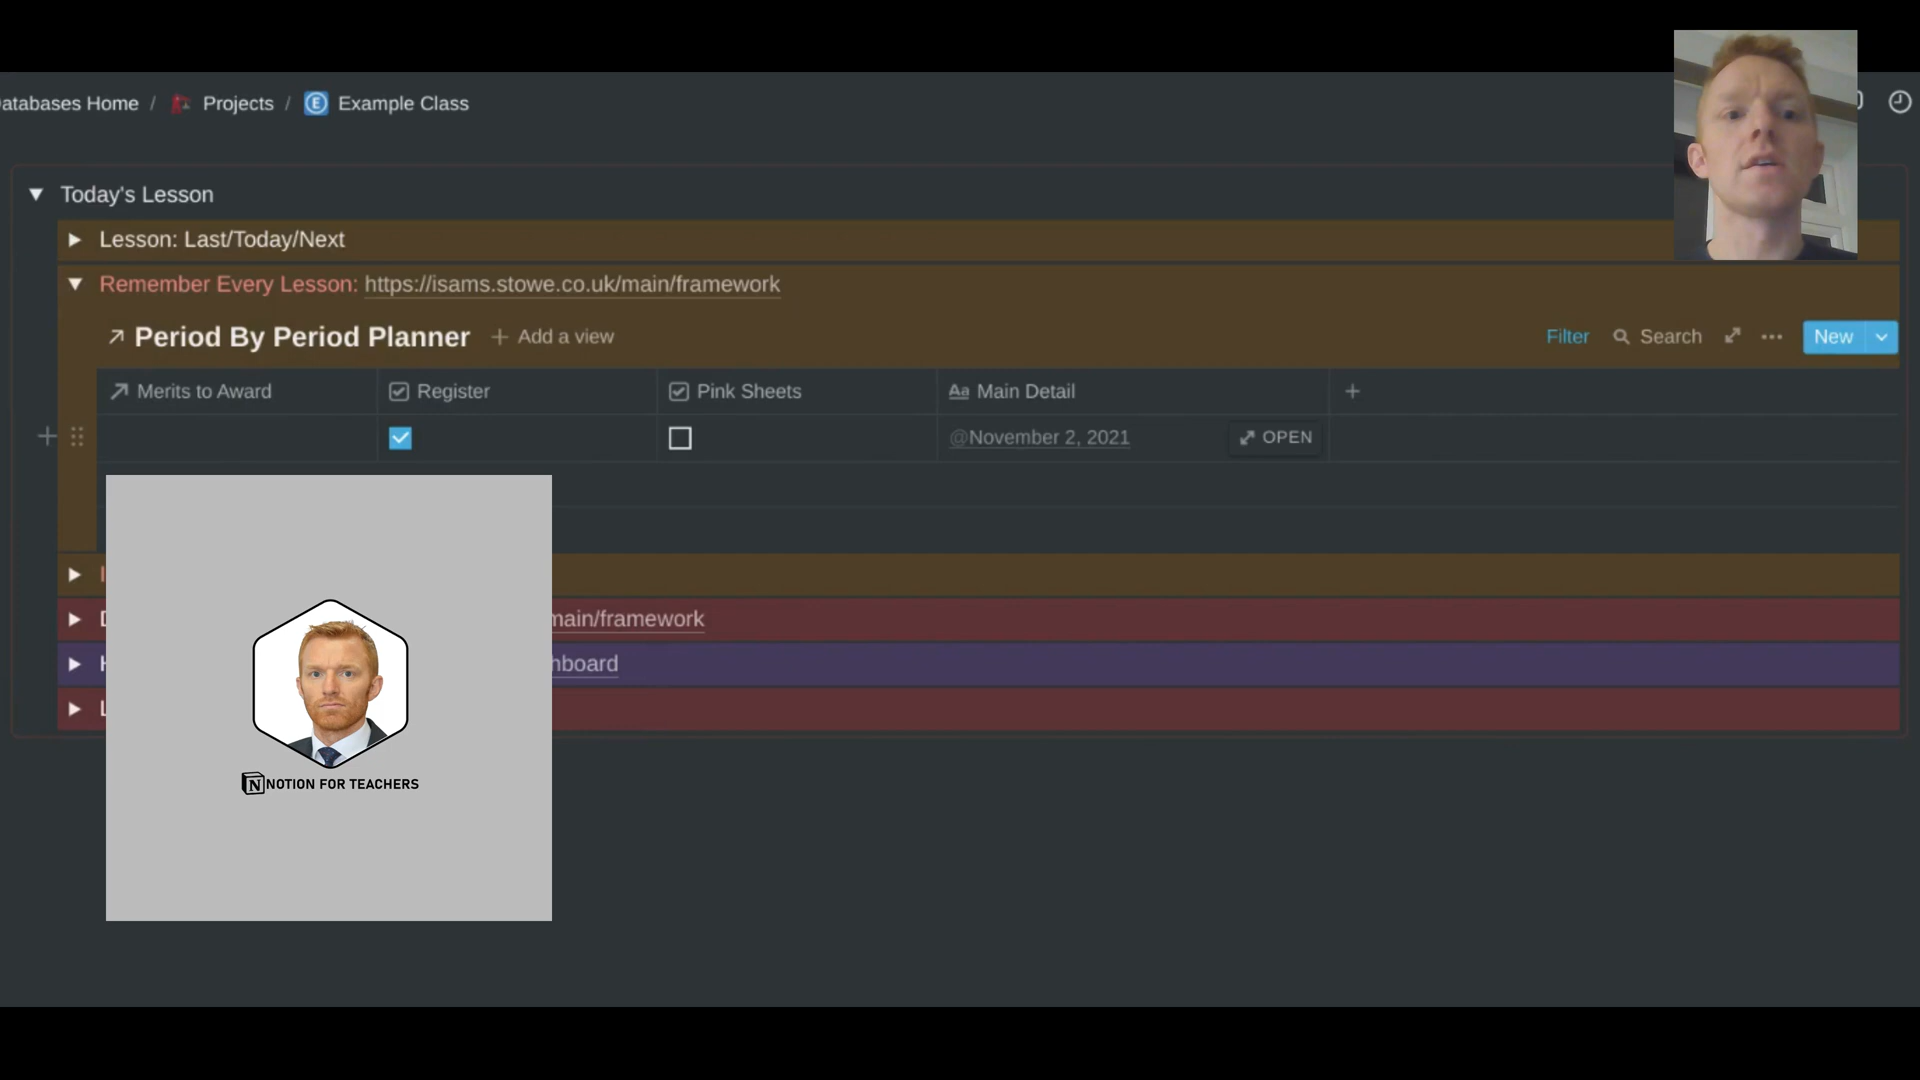 atabases Home / Projects / Example Class
Today's Lesson
Lesson: Last/Today/Next
Remember Every Lesson: https://isams.stowe.co.uk/main/framework
Period By Period Planner + Add a view Filter Search New
Merits to Award Register Pink Sheets Aa Main Detail +
@November 2, 2021 OPEN
main/framework
hboard
NOTION FOR TEACHERS